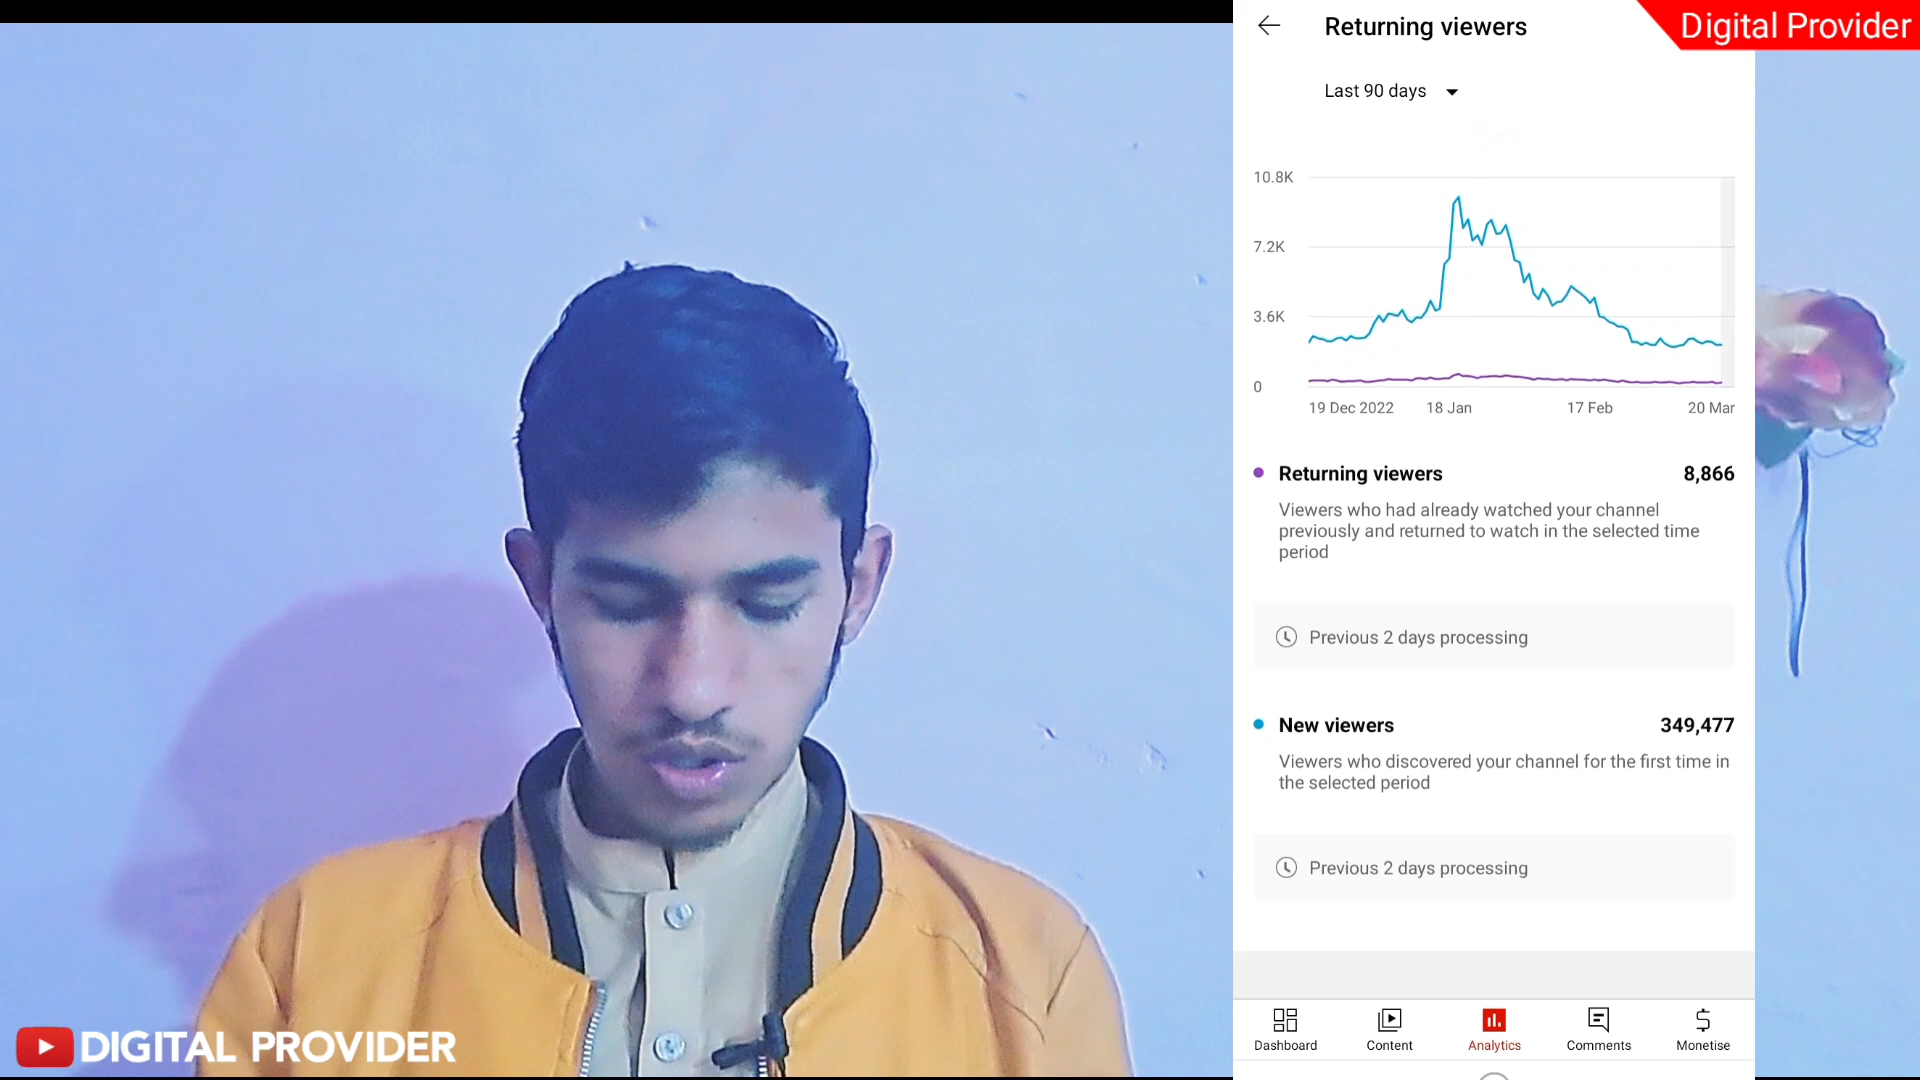 Returning viewers
Digital Provider
Last 90 days
10.8K
7.2K
3.6K
0
19 Dec 2022 18 Jan 17 Feb 20 Mar
Returning viewers 8,866
Viewers who had already watched your channel
previously and returned to watch in the selected time
period
Previous 2 days processing
New viewers 349,477
Viewers who discovered your channel for the first time in
the selected period
Previous 2 days processing
Dashboard Content Analytics Comments Monetise
DIGITAL PROVIDER